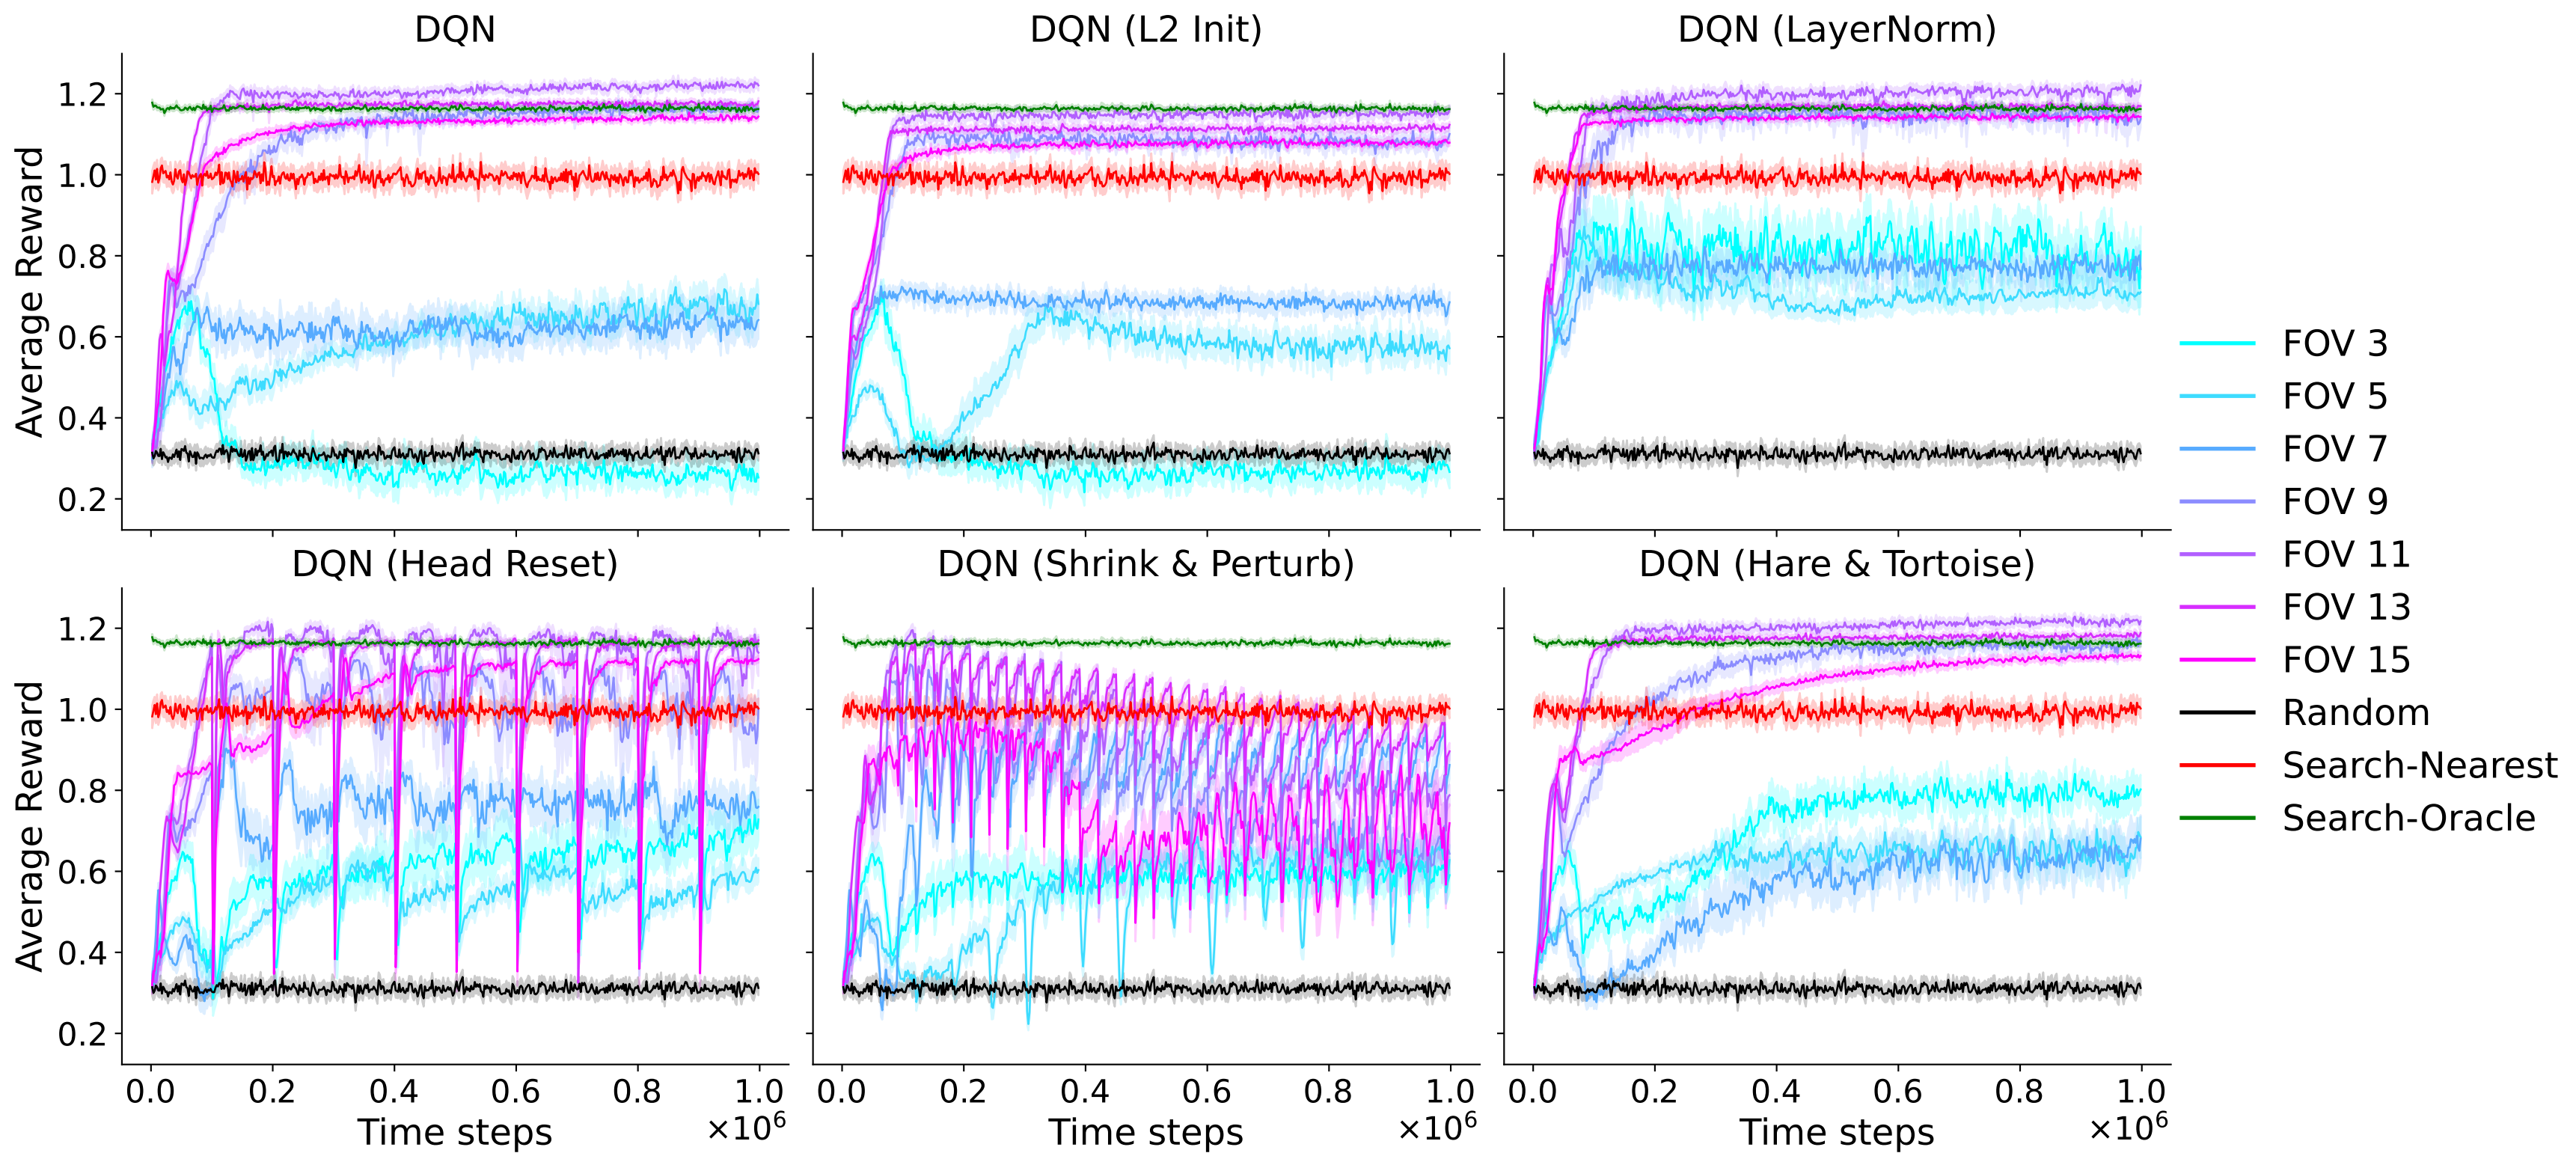 DQN
DQN (L2 Init)
DQN (LayerNorm)
Average Reward
1.2
1.0
0.8
0.6
0.4
0.2
DQN (Head Reset)
DQN (Shrink & Perturb)
DQN (Hare & Tortoise)
Average Reward
1.2
1.0
0.8
0.6
0.4
0.2
0.0 0.2 0.4 0.6 0.8 1.0
×10⁶
Time steps
0.0 0.2 0.4 0.6 0.8 1.0
×10⁶
Time steps
0.0 0.2 0.4 0.6 0.8 1.0
×10⁶
Time steps
FOV 3
FOV 5
FOV 7
FOV 9
FOV 11
FOV 13
FOV 15
Random
Search-Nearest
Search-Oracle